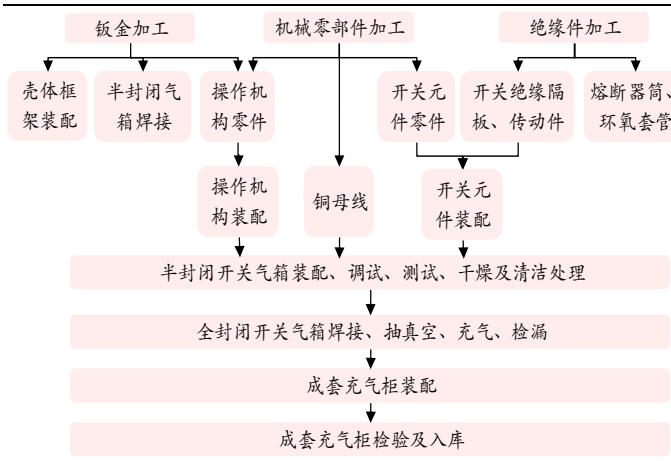 钣金加工
机械零部件加工
绝缘件加工
壳体框
架装配
半封闭气
箱焊接
操作机
构零件
开关元
件零件
开关绝缘隔
板、传动件
熔断器筒、
环氧套管
操作机
构装配
铜母线
开关元
件装配
半封闭开关气箱装配、调试、测试、干燥及清洁处理
全封闭开关气箱焊接、抽真空、充气、检漏
成套充气柜装配
成套充气柜检验及入库